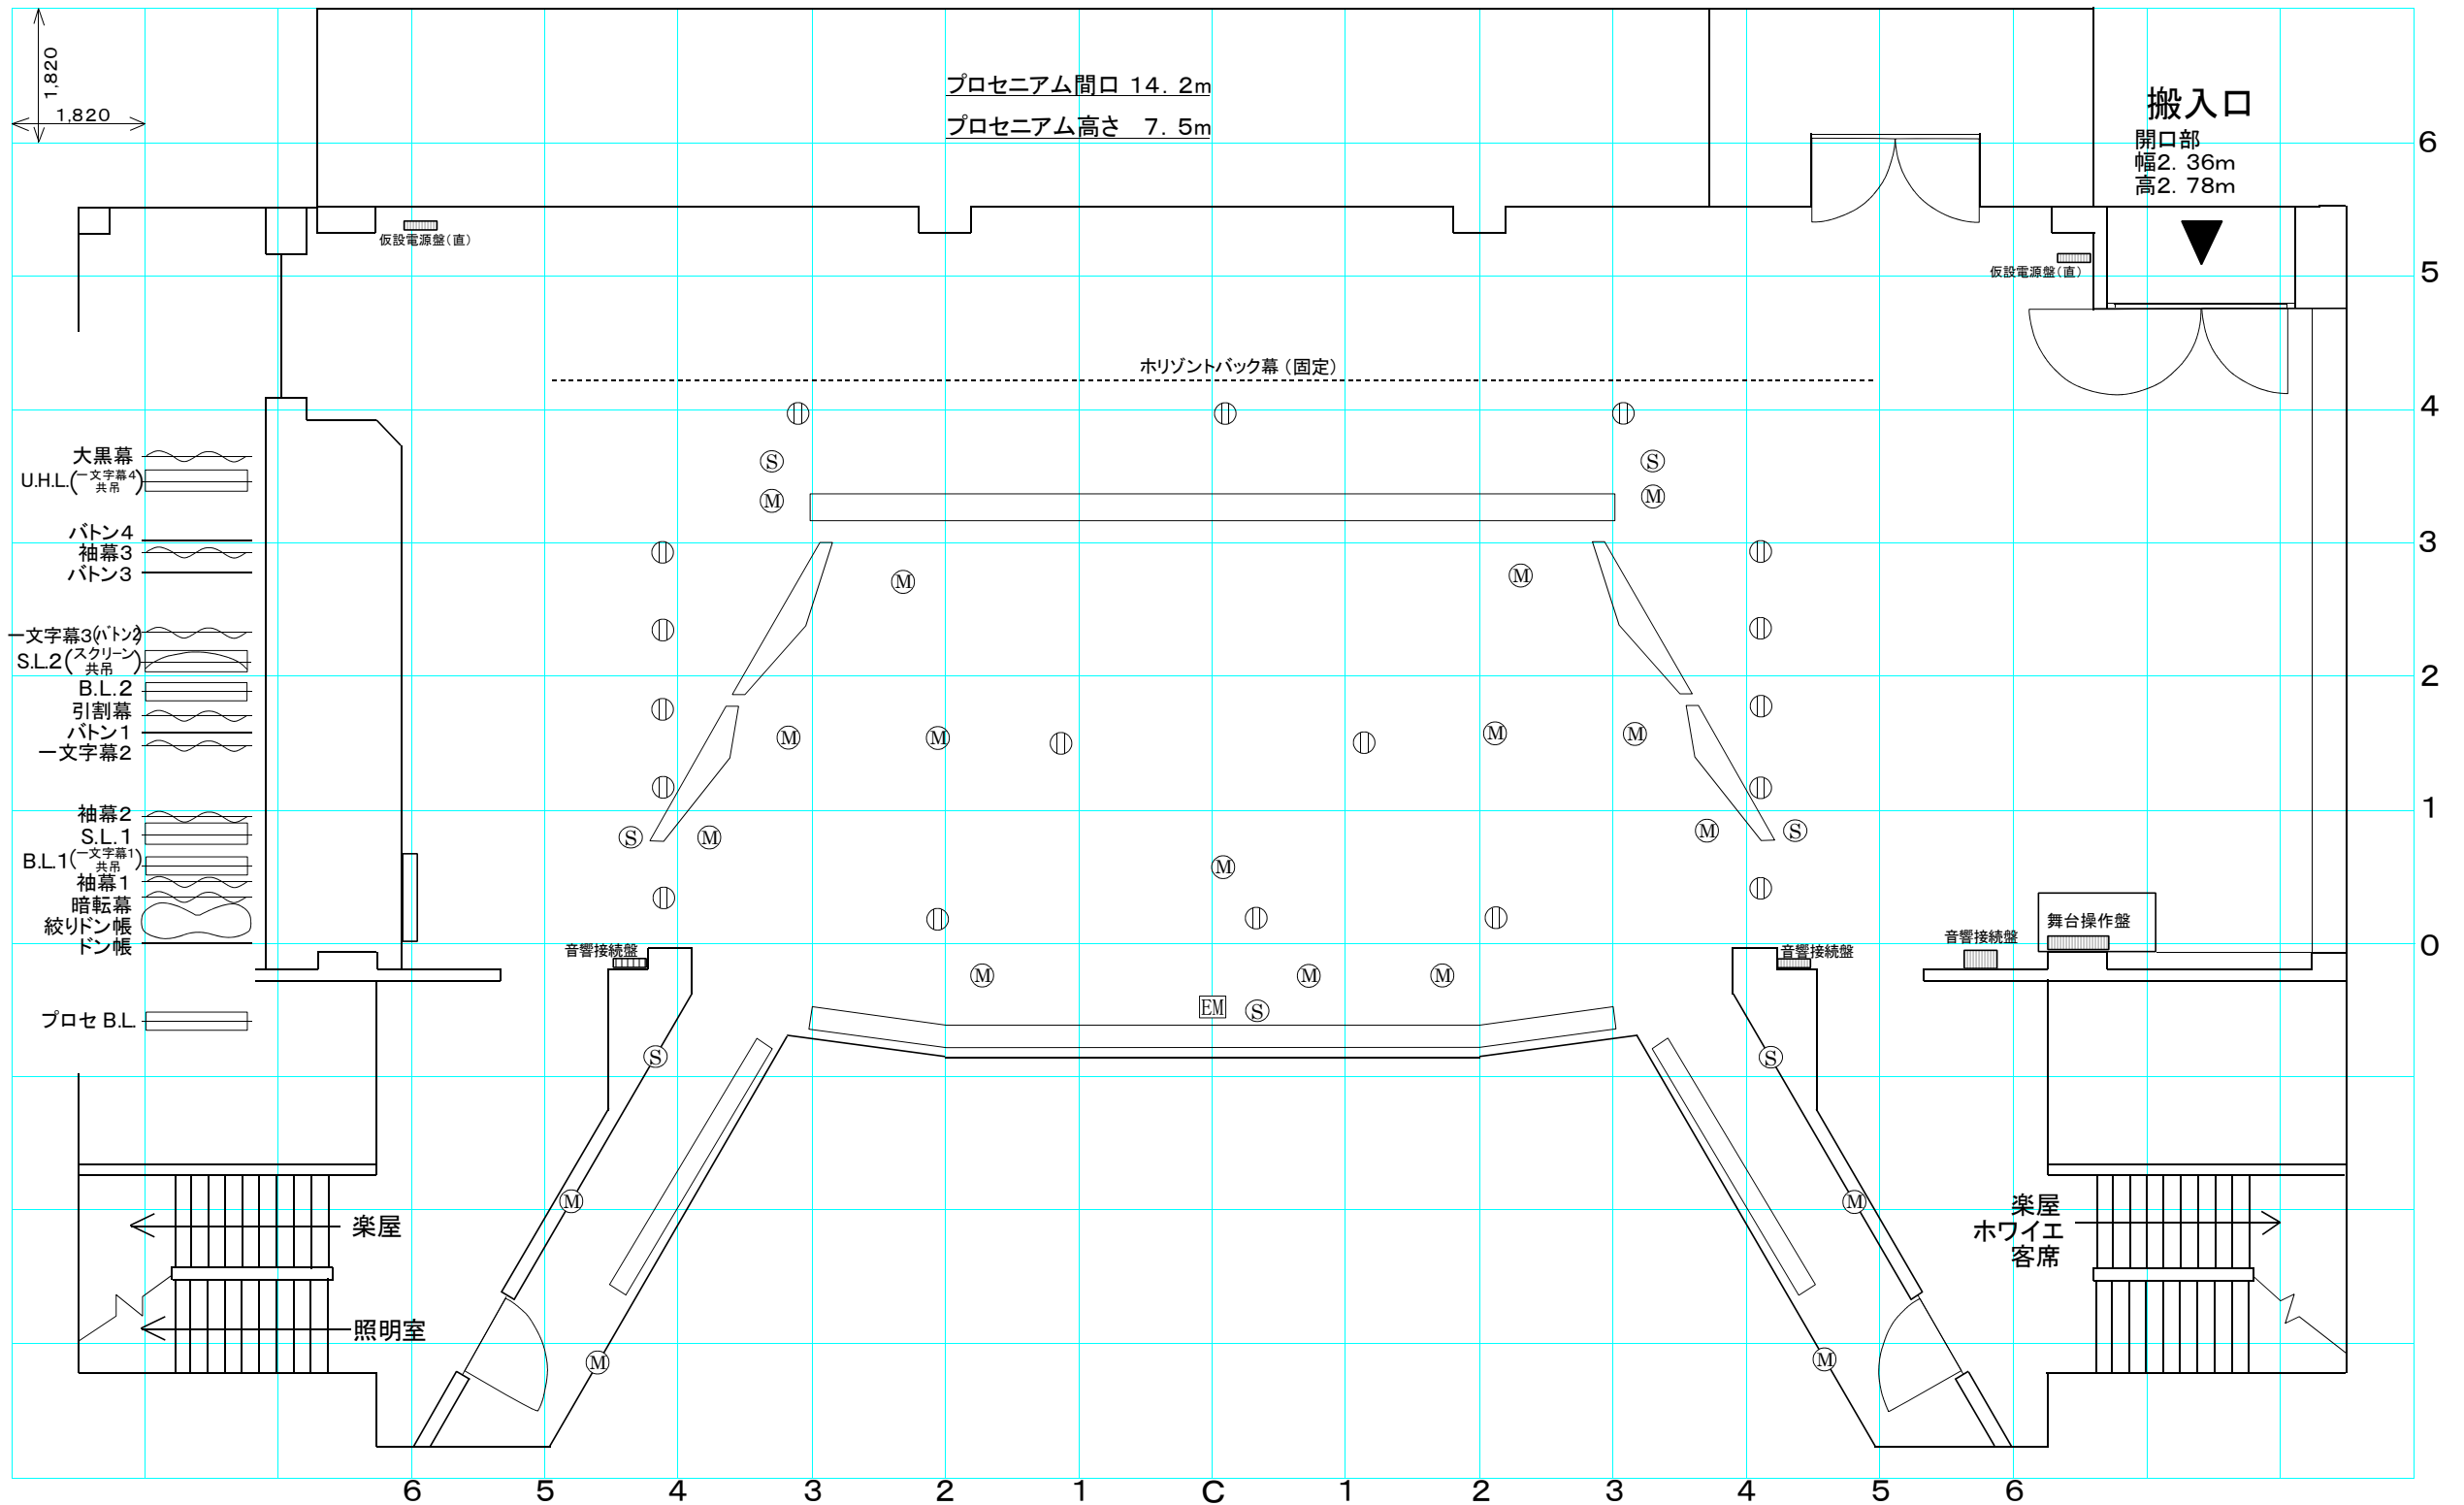 1,820
1,820
プロセニアム間口 14.2m
プロセニアム高さ 7.5m
搬入口
開口部
幅2.36m
高2.78m
6
仮設電源盤(直)
仮設電源盤(直)
5
ホリゾントバック幕(固定)
4
大黒幕
U.H.L.(一文字幕4共吊)
S
S
M
M
バトン4
袖幕3
バトン3
3
M
M
一文字幕3(バトン2)
S.L.2(スクリーン共吊)
B.L.2
引割幕
バトン1
一文字幕2
2
M
M
M
M
袖幕2
S.L.1
B.L.1(一文字幕1共吊)
袖幕1
暗転幕
絞りドン帳
ドン帳
1
S
M
M
S
M
舞台操作盤
音響接続盤
音響接続盤
音響接続盤
0
M
M
M
EM
S
プロセ B.L.
S
S
M
M
楽屋
楽屋
ホワイエ
客席
照明室
M
M
6
5
4
3
2
1
C
1
2
3
4
5
6